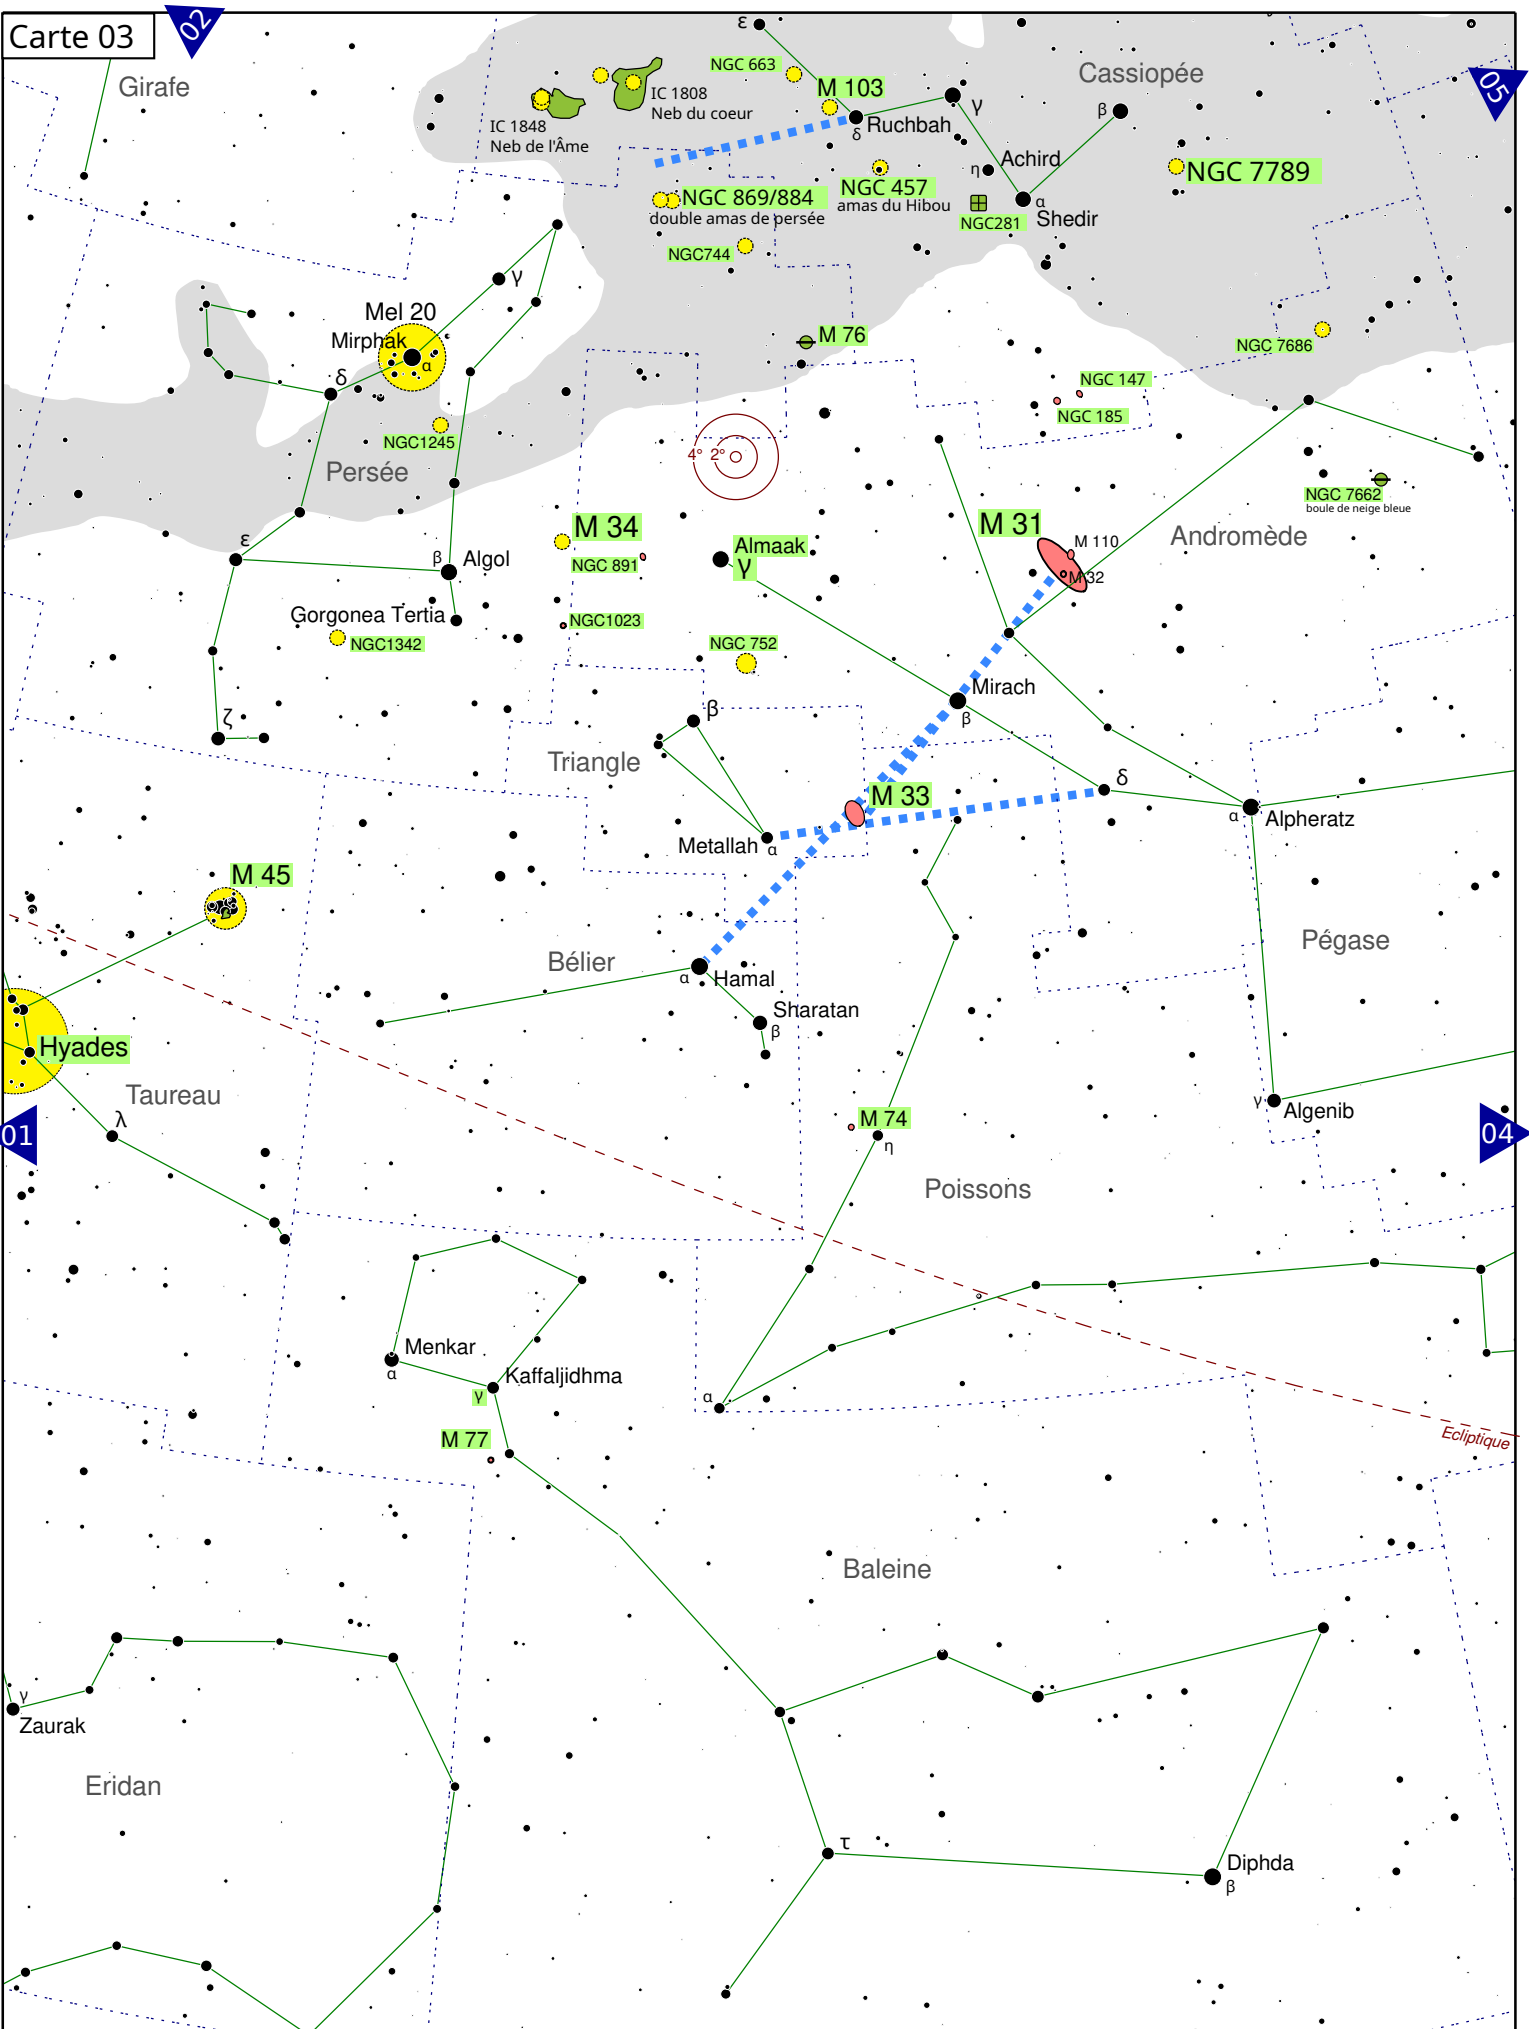 Carte 03
02
Girafe
ε
NGC 663
Cassiopée
05
M 103
IC 1808
Neb du coeur
γ
β
IC 1848
Neb de l'Âme
Ruchbah
δ
Achird
η
NGC 7789
NGC 457
amas du Hibou
NGC 869/884
double amas de persée
α
Shedir
NGC281
NGC744
γ
Mel 20
Mirphak
α
M 76
NGC 7686
δ
NGC 147
NGC 185
NGC1245
4° 2°
Persée
NGC 7662
boule de neige bleue
M 34
M 31
Andromède
ε
β
Algol
NGC 891
Almaak
γ
M 110
M 32
Gorgonea Tertia
NGC1023
NGC1342
NGC 752
Mirach
β
ζ
β
Triangle
δ
M 33
α
Alpheratz
Metallah
α
M 45
Pégase
Bélier
α
Hamal
Sharatan
β
Hyades
Taureau
λ
M 74
η
γ
Algenib
01
04
Poissons
Menkar
α
Kaffaljidhma
γ
α
M 77
Ecliptique
Baleine
γ
Zaurak
Eridan
τ
Diphda
β